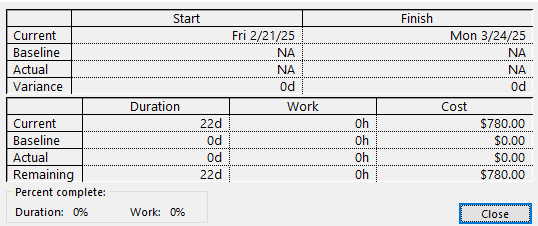 Start Finish
Current Fri 2/21/25 Mon 3/24/25
Baseline NA NA
Actual NA NA
Variance 0d 0d
Duration Work Cost
Current 22d 0h $780.00
Baseline 0d 0h $0.00
Actual 0d 0h $0.00
Remaining 22d 0h $780.00
Percent complete:
Duration: 0% Work: 0% Close